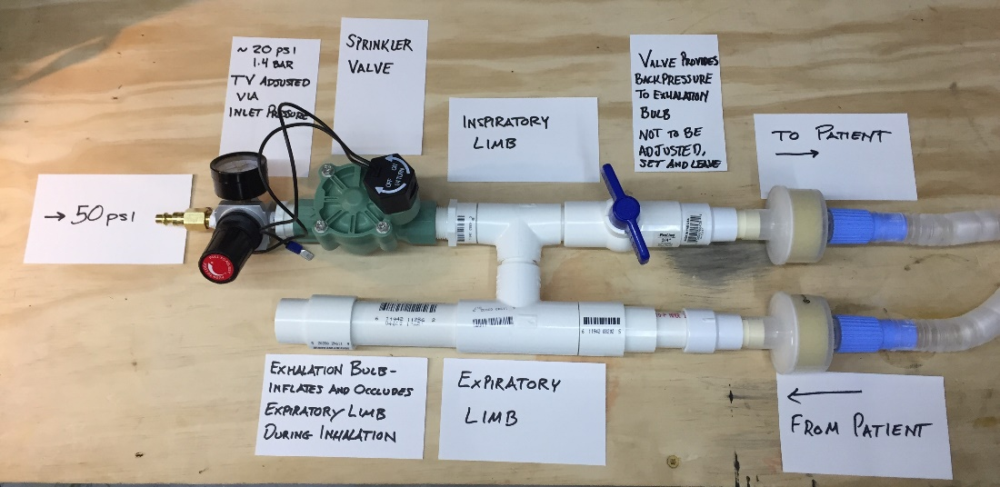 ~ 20 PSI
1.4 BAR
TV ADJUSTED
VIA
INLET PRESSURE
SPRINKLER
VALVE
INSPIRATORY
LIMB
VALVE PROVIDES
BACKPRESSURE
TO EXHALATION
BULB
NOT TO BE
ADJUSTED,
SET AND LEAVE
TO PATIENT
→
→ 50 PSI
OFF ON
EXHALATION BULB-
INFLATES AND OCCLUDES
EXPIRATORY LIMB
DURING INHALATION
EXPIRATORY
LIMB
←
FROM PATIENT